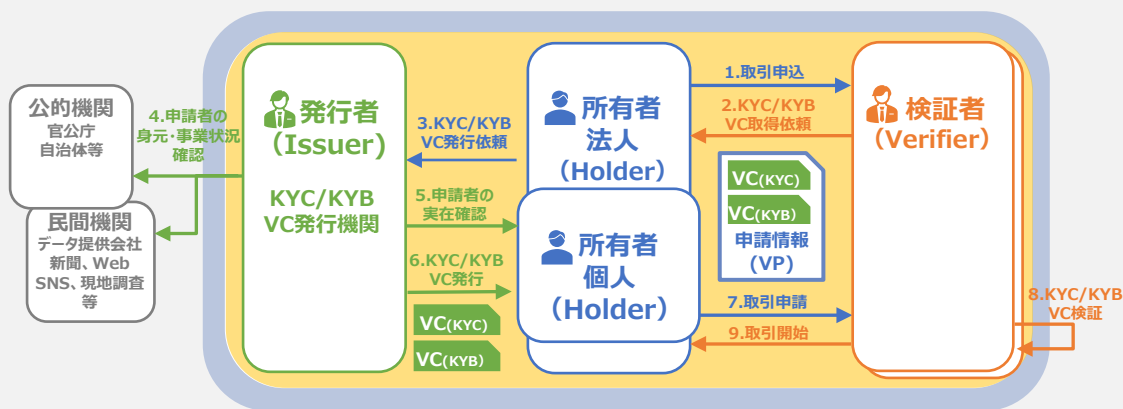 公的機関
官公庁
自治体等
民間機関
データ提供会社
新聞、Web
SNS、現地調査
等
4.申請者の
身元・事業状況
確認
発行者
(Issuer)
KYC/KYB
VC発行機関
3.KYC/KYB
VC発行依頼
5.申請者の
実在確認
6.KYC/KYB
VC発行
VC(KYC)
VC(KYB)
所有者
法人
(Holder)
所有者
個人
(Holder)
1.取引申込
2.KYC/KYB
VC取得依頼
VC(KYC)
VC(KYB)
申請情報
(VP)
7.取引申請
9.取引開始
検証者
(Verifier)
8.KYC/KYB
VC検証